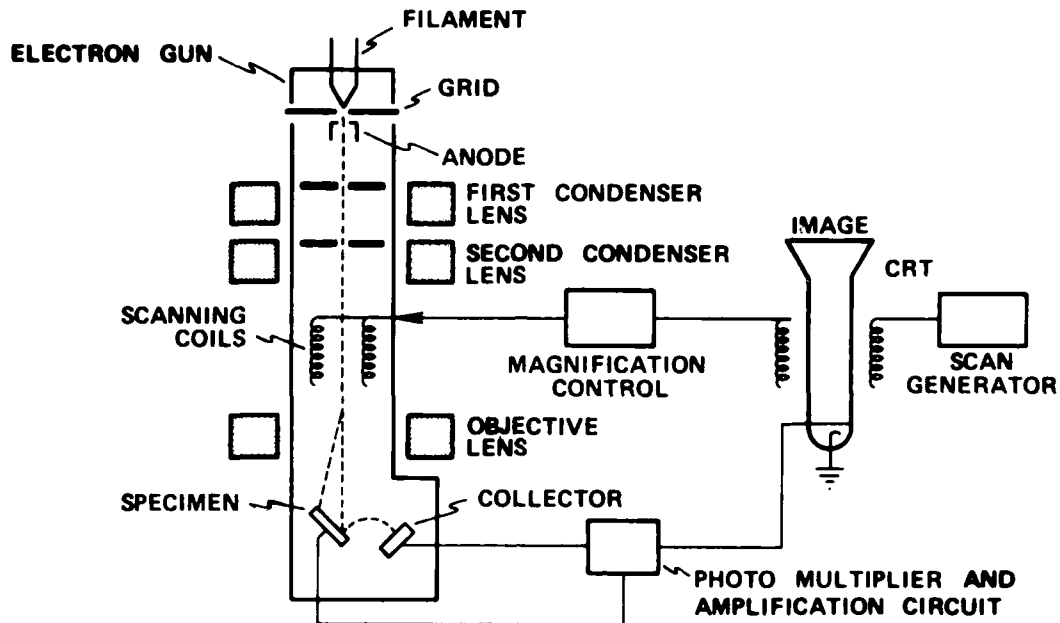 FILAMENT
ELECTRON GUN
GRID
ANODE
FIRST CONDENSER
LENS
SECOND CONDENSER
LENS
IMAGE
CRT
SCANNING
COILS
MAGNIFICATION
CONTROL
SCAN
GENERATOR
OBJECTIVE
LENS
SPECIMEN
COLLECTOR
PHOTO MULTIPLIER AND
AMPLIFICATION CIRCUIT